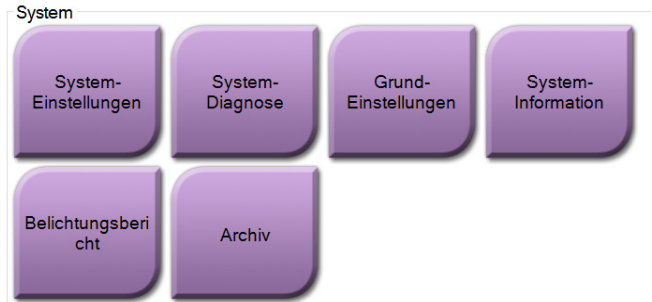 System
System-
Einstellungen
System-
Diagnose
Grund-
Einstellungen
System-
Information
Belichtungsberi
cht
Archiv